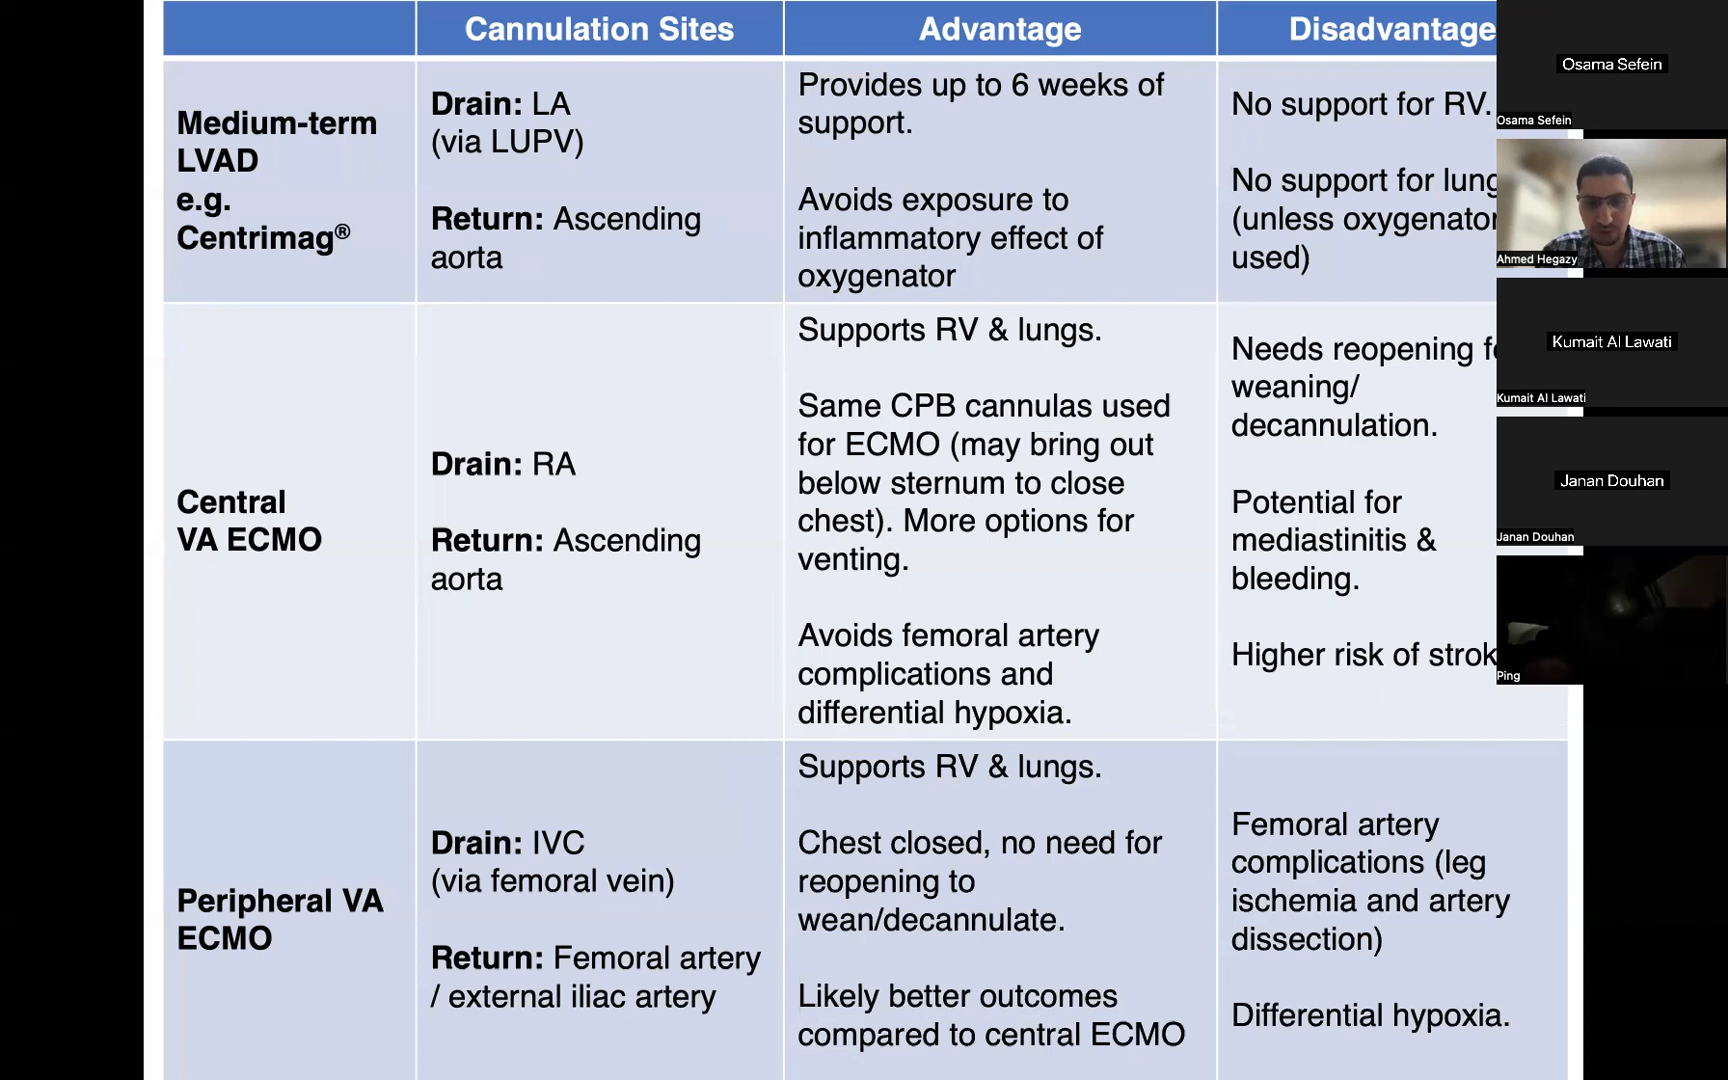 Cannulation Sites
Advantage
Disadvantage
Medium-term
LVAD
e.g.
Centrimag®
Drain: LA
(via LUPV)
Return: Ascending
aorta
Provides up to 6 weeks of
support.
Avoids exposure to
inflammatory effect of
oxygenator
No support for RV.
No support for lung
(unless oxygenator
used)
Central
VA ECMO
Drain: RA
Return: Ascending
aorta
Supports RV & lungs.
Same CPB cannulas used
for ECMO (may bring out
below sternum to close
chest). More options for
venting.
Avoids femoral artery
complications and
differential hypoxia.
Needs reopening
weaning/
decannulation.
Potential for
mediastinitis &
bleeding.
Higher risk of strok
Peripheral VA
ECMO
Drain: IVC
(via femoral vein)
Return: Femoral artery
/ external iliac artery
Supports RV & lungs.
Chest closed, no need for
reopening to
wean/decannulate.
Likely better outcomes
compared to central ECMO
Femoral artery
complications (leg
ischemia and artery
dissection)
Differential hypoxia.
Osama Sefein
Osama Sefein
Ahmed Hegazy
Kumait Al Lawati
Kumait Al Lawati
Janan Douhan
Janan Douhan
Ping